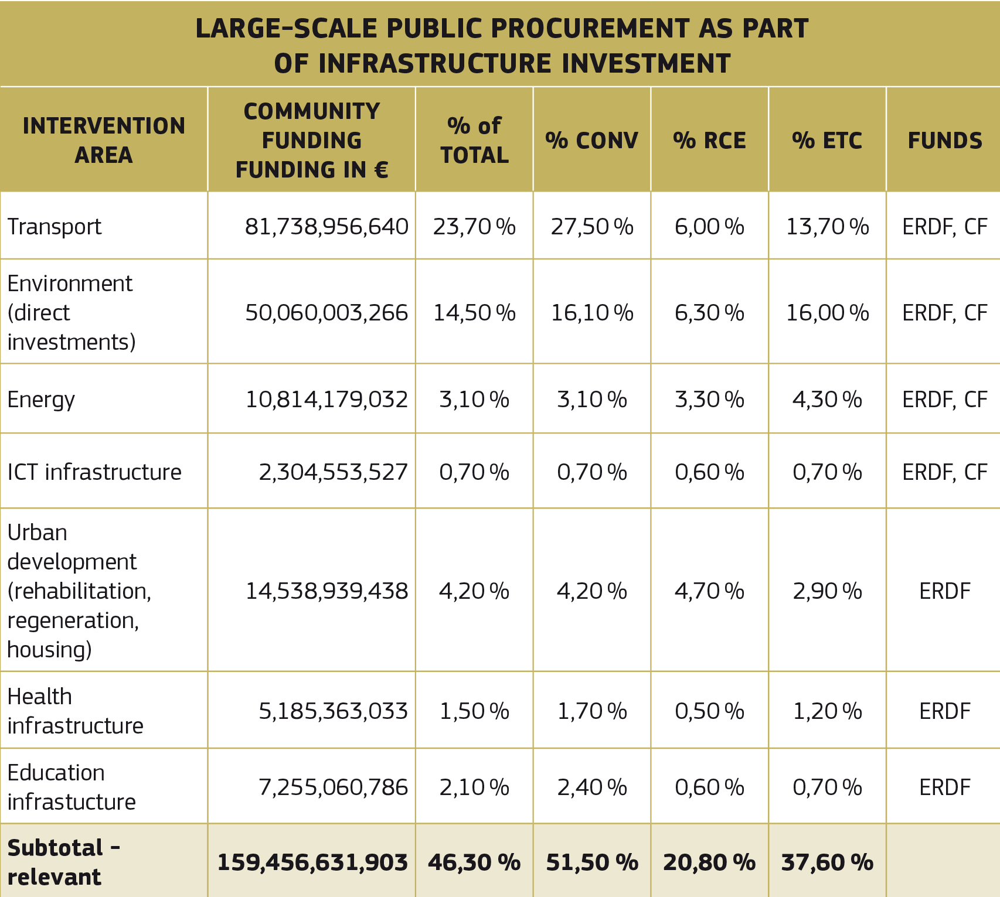 LARGE-SCALE PUBLIC PROCUREMENT AS PART
OF INFRASTRUCTURE INVESTMENT
INTERVENTION
AREA
COMMUNITY
FUNDING
FUNDING IN €
% of
TOTAL
% CONV
% RCE
% ETC
FUNDS
Transport
81,738,956,640
23,70 %
27,50 %
6,00 %
13,70 %
ERDF, CF
Environment
(direct
investments)
50,060,003,266
14,50 %
16,10 %
6,30 %
16,00 %
ERDF, CF
Energy
10,814,179,032
3,10 %
3,10 %
3,30 %
4,30 %
ERDF, CF
ICT infrastructure
2,304,553,527
0,70 %
0,70 %
0,60 %
0,70 %
ERDF, CF
Urban
development
(rehabilitation,
regeneration,
housing)
14,538,939,438
4,20 %
4,20 %
4,70 %
2,90 %
ERDF
Health
infrastructure
5,185,363,033
1,50 %
1,70 %
0,50 %
1,20 %
ERDF
Education
infrastucture
7,255,060,786
2,10 %
2,40 %
0,60 %
0,70 %
ERDF
Subtotal -
relevant
159,456,631,903
46,30 %
51,50 %
20,80 %
37,60 %